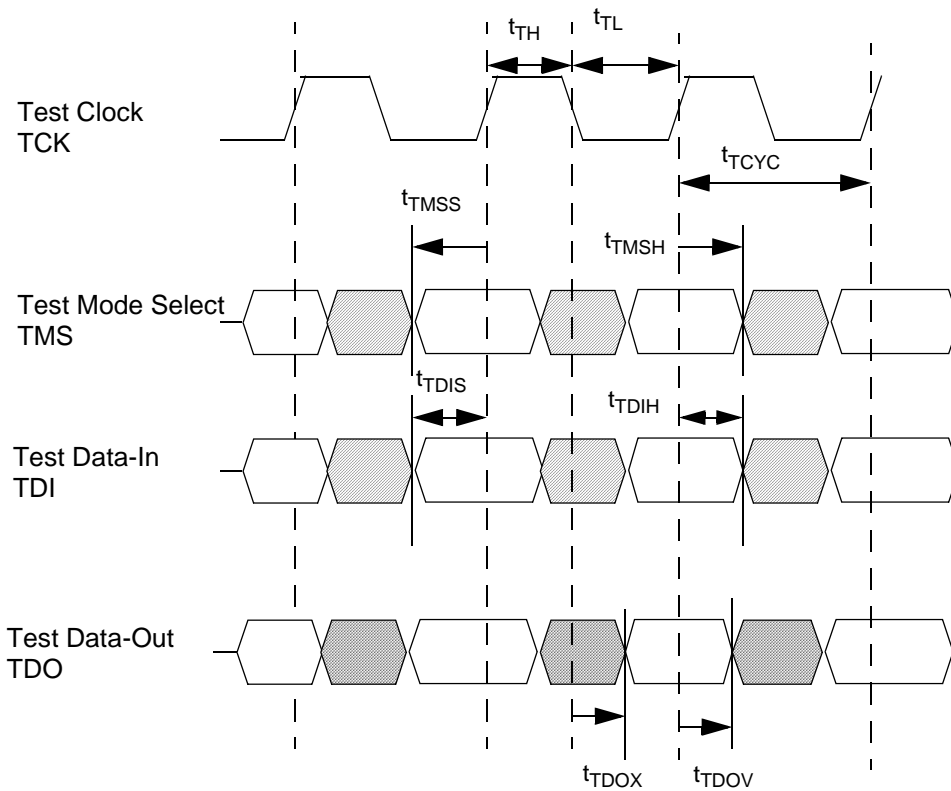 tTH
tTL
Test Clock
TCK
tTCYC
tTMSS
tTMSH
Test Mode Select
TMS
tTDIS
tTDIH
Test Data-In
TDI
Test Data-Out
TDO
tTDOX
tTDOV